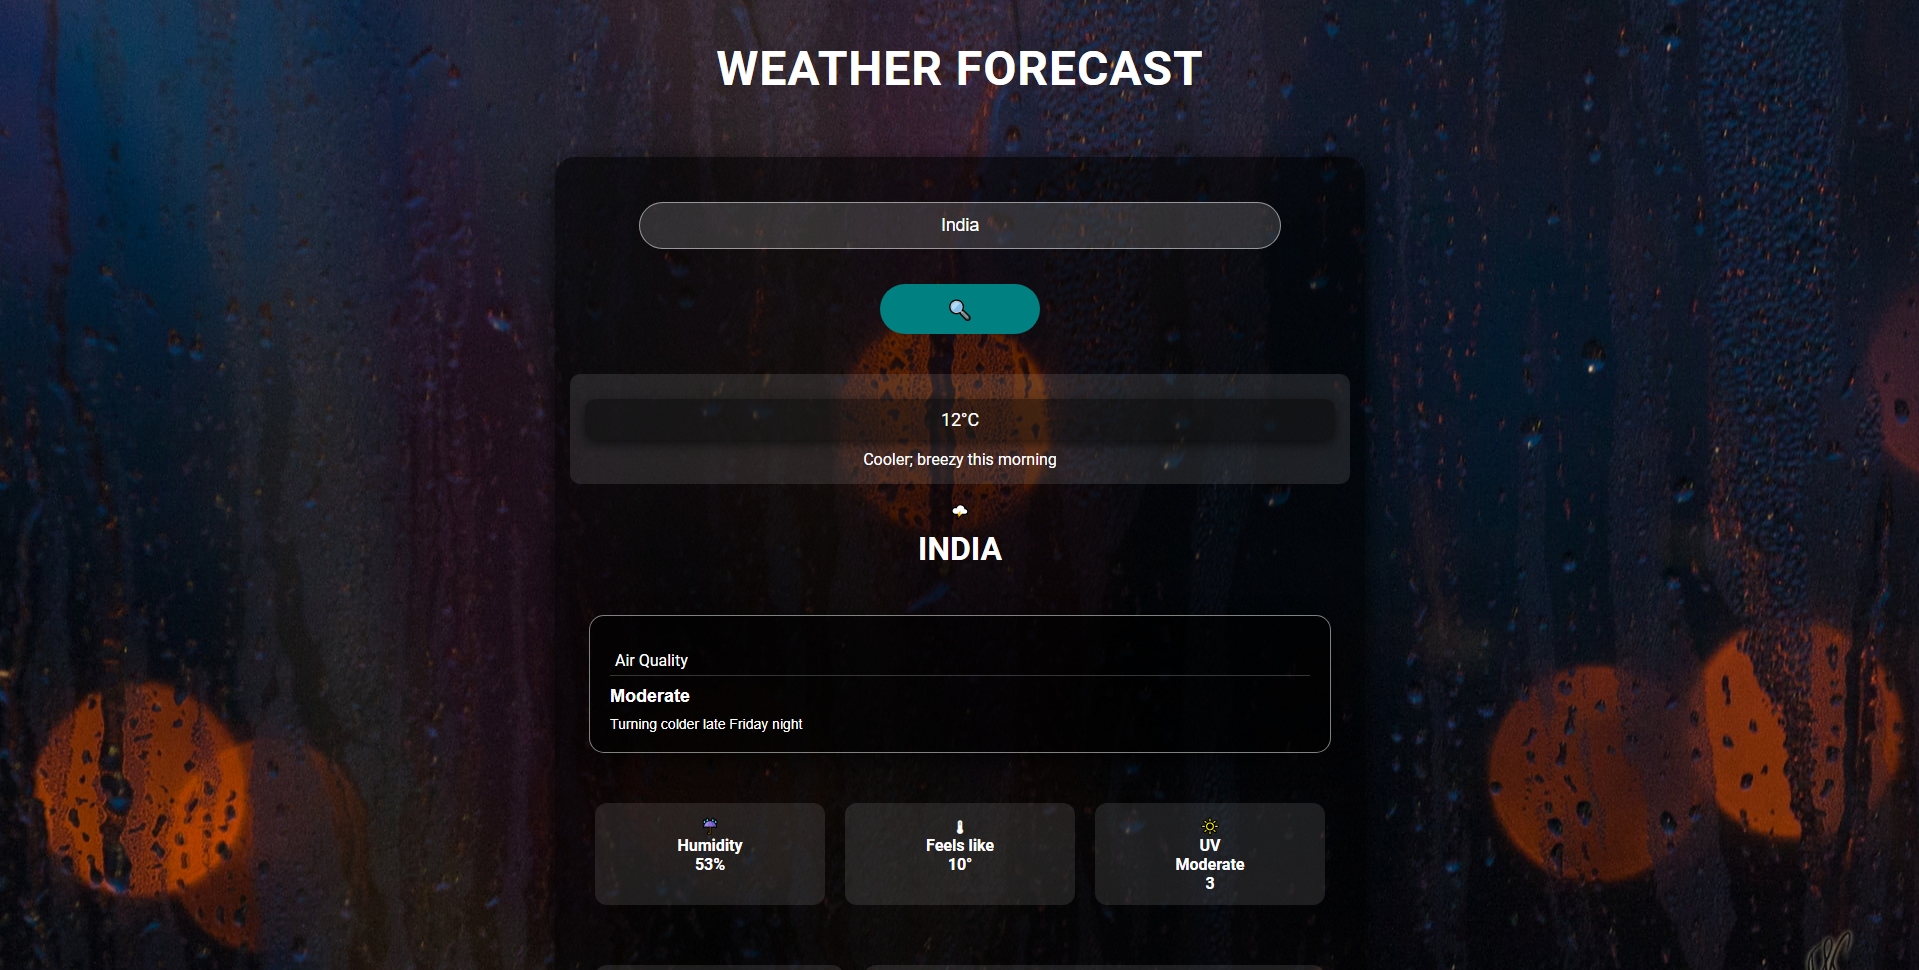 WEATHER FORECAST
India
12°C
Cooler; breezy this morning
INDIA
Air Quality
Moderate
Turning colder late Friday night
Humidity
53%
Feels like
10°
UV
Moderate
3